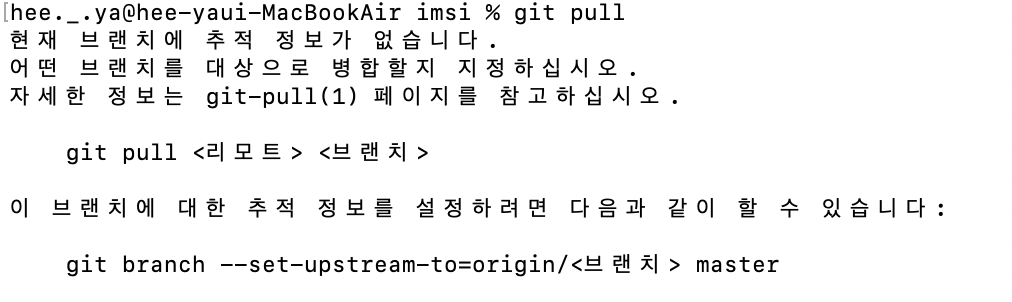 [hee._.ya@hee-yaui-MacBookAir imsi % git pull
현재 브랜치에 추적 정보가 없습니다.
어떤 브랜치를 대상으로 병합할지 지정하십시오.
자세한 정보는 git-pull(1) 페이지를 참고하십시오.
git pull <리모트> <브랜치>
이 브랜치에 대한 추적 정보를 설정하려면 다음과 같이 할 수 있습니다:
git branch --set-upstream-to=origin/<브랜치> master